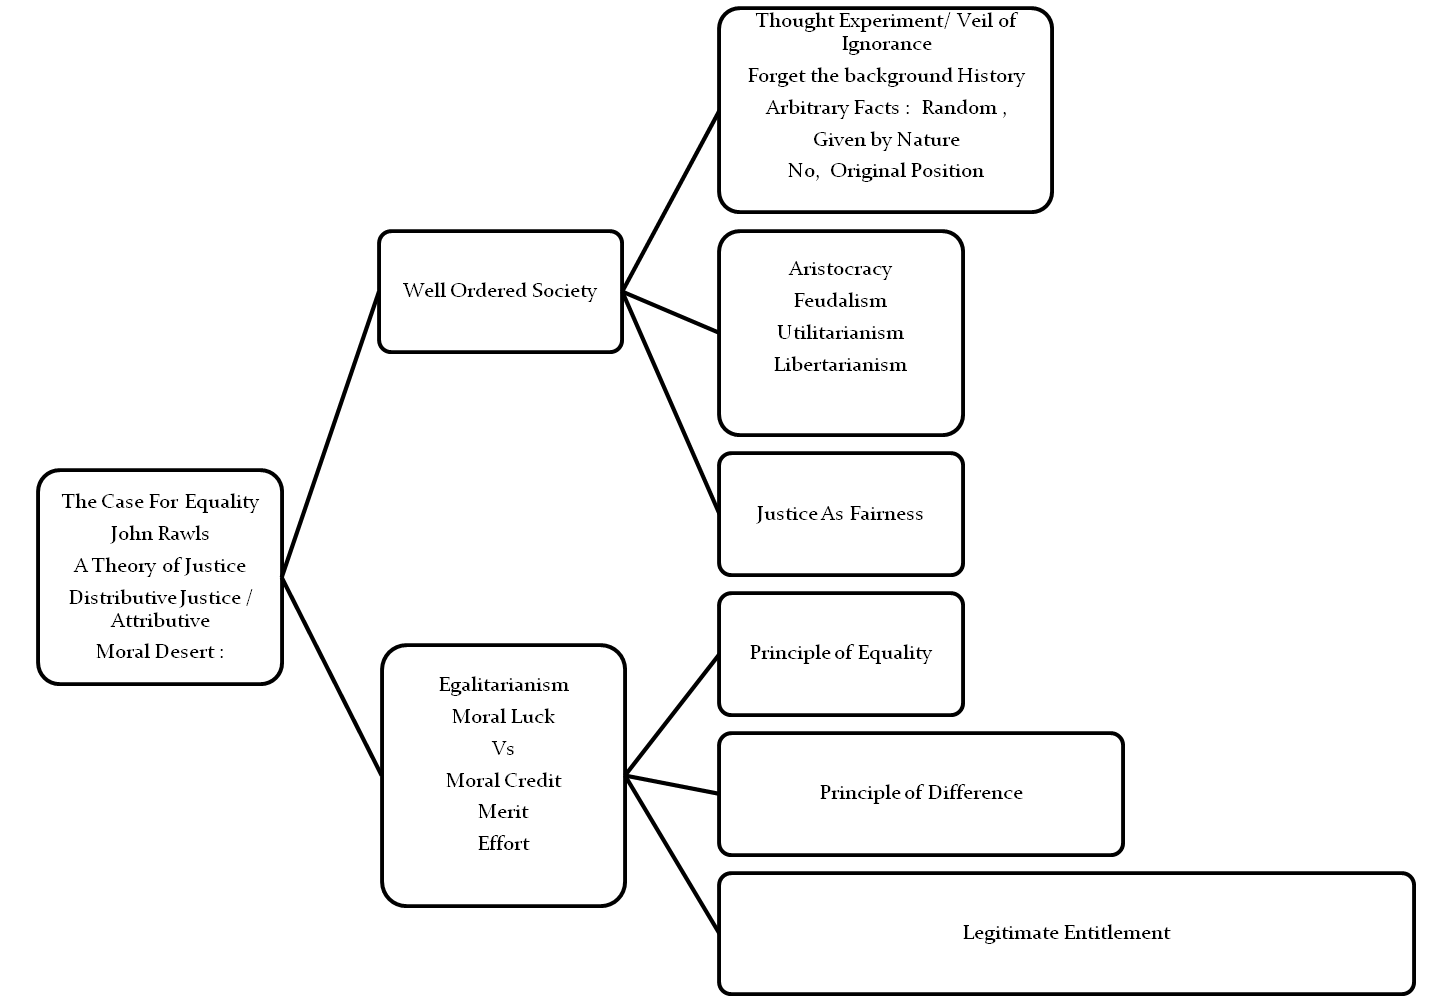 The Case For Equality
John Rawls
A Theory of Justice
Distributive Justice /
Attributive
Moral Desert :
Well Ordered Society
Thought Experiment/ Veil of
Ignorance
Forget the background History
Arbitrary Facts : Random ,
Given by Nature
No, Original Position
Aristocracy
Feudalism
Utilitarianism
Libertarianism
Justice As Fairness
Egalitarianism
Moral Luck
Vs
Moral Credit
Merit
Effort
Principle of Equality
Principle of Difference
Legitimate Entitlement